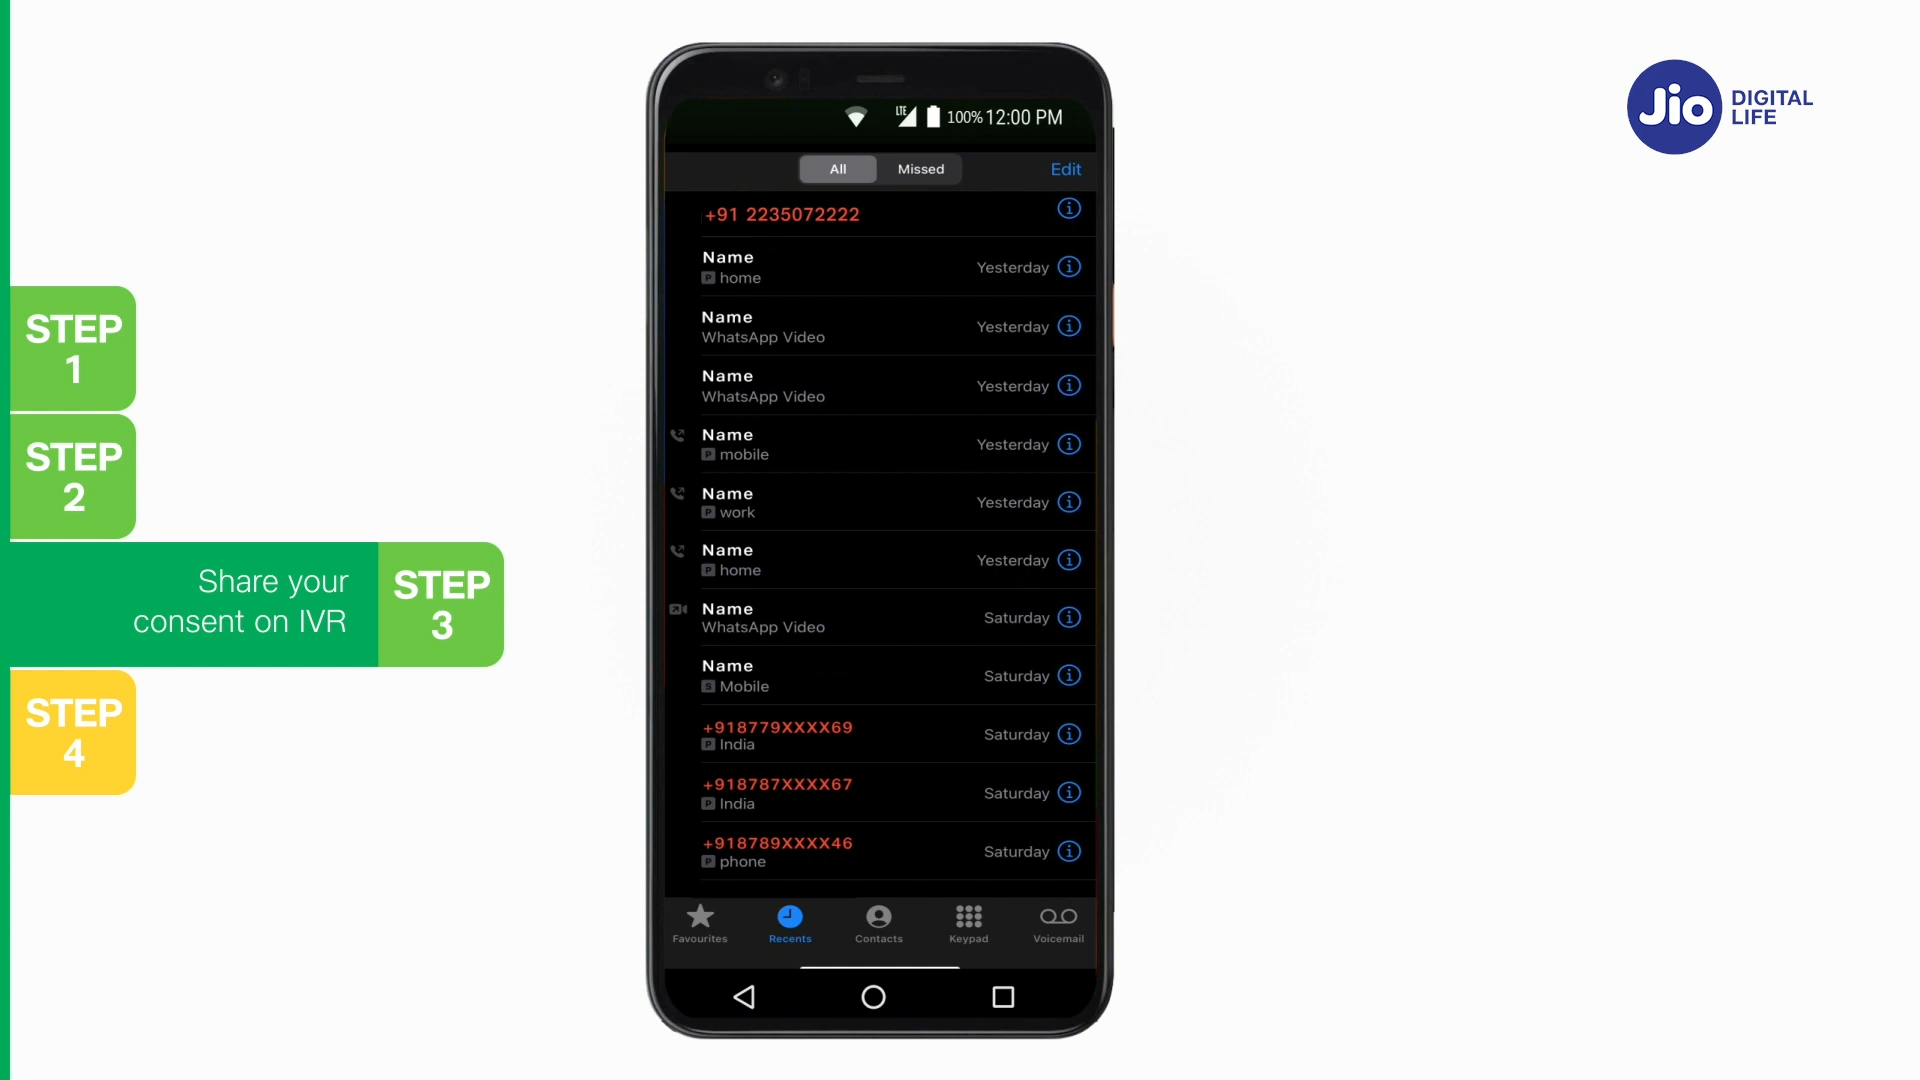 Jio DIGITAL
LIFE
STEP
1
STEP
2
Share your
consent on IVR
STEP
3
STEP
4
LTE 100% 12:00 PM
All Missed Edit
+91 2235072222
Name
P home Yesterday
Name
WhatsApp Video Yesterday
Name
WhatsApp Video Yesterday
Name
P mobile Yesterday
Name
P work Yesterday
Name
P home Yesterday
Name
WhatsApp Video Saturday
Name
S Mobile Saturday
+918779XXXX69
P India Saturday
+918787XXXX67
P India Saturday
+918789XXXX46
P phone Saturday
Favourites Recents Contacts Keypad Voicemail